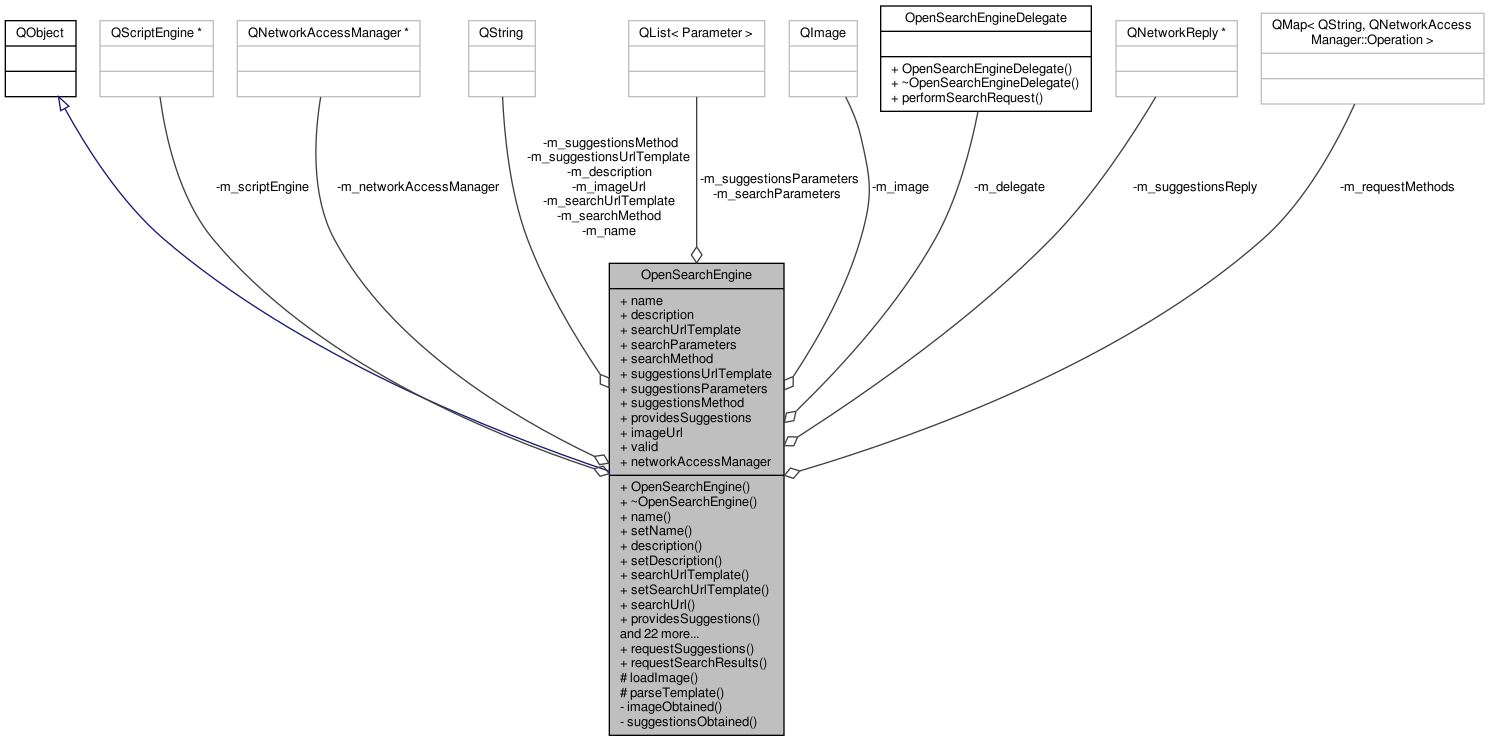 QObject
QScriptEngine *
QNetworkAccessManager *
QString
QList< Parameter >
QImage
OpenSearchEngineDelegate
+ OpenSearchEngineDelegate()
+ ~OpenSearchEngineDelegate()
+ performSearchRequest()
QNetworkReply *
QMap< QString, QNetworkAccess
Manager::Operation >
-m_scriptEngine
-m_networkAccessManager
-m_suggestionsMethod
-m_suggestionsUrlTemplate
-m_description
-m_imageUrl
-m_searchUrlTemplate
-m_searchMethod
-m_name
-m_suggestionsParameters
-m_searchParameters
-m_image
-m_delegate
-m_suggestionsReply
-m_requestMethods
OpenSearchEngine
+ name
+ description
+ searchUrlTemplate
+ searchParameters
+ searchMethod
+ suggestionsUrlTemplate
+ suggestionsParameters
+ suggestionsMethod
+ providesSuggestions
+ imageUrl
+ valid
+ networkAccessManager
+ OpenSearchEngine()
+ ~OpenSearchEngine()
+ name()
+ setName()
+ description()
+ setDescription()
+ searchUrlTemplate()
+ setSearchUrlTemplate()
+ searchUrl()
+ providesSuggestions()
and 22 more...
+ requestSuggestions()
+ requestSearchResults()
# loadImage()
# parseTemplate()
- imageObtained()
- suggestionsObtained()